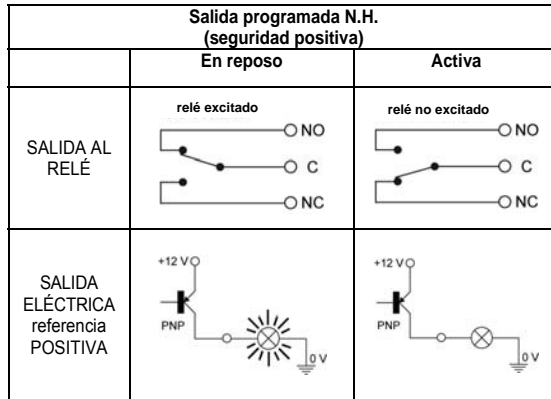 Salida programada N.H.
(seguridad positiva)
En reposo
Activa
SALIDA AL
RELÉ
relé excitado
NO
C
NC
relé no excitado
NO
C
NC
SALIDA
ELÉCTRICA
referencia
POSITIVA
+12 V
PNP
0 V
+12 V
PNP
0 V